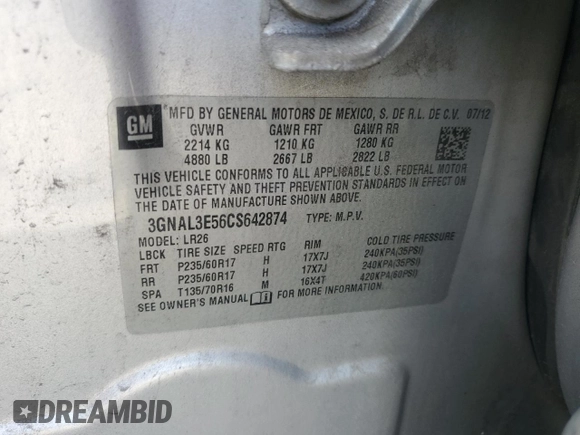 GM
MFD BY GENERAL MOTORS DE MEXICO, S. DE R.L. DE C.V. 07/12
GVWR GAWR FRT GAWR RR
2214 KG 1210 KG 1280 KG
4880 LB 2667 LB 2822 LB
THIS VEHICLE CONFORMS TO ALL APPLICABLE U.S. FEDERAL MOTOR
VEHICLE SAFETY AND THEFT PREVENTION STANDARDS IN EFFECT ON
THE DATE OF MANUFACTURE SHOWN ABOVE.
3GNAL3E56CS642874 TYPE: M.P.V.
MODEL: LR26
LBCK TIRE SIZE SPEED RTG RIM COLD TIRE PRESSURE
FRT P235/60R17 H 17X7J 240KPA(35PSI)
RR P235/60R17 H 17X7J 240KPA(35PSI)
SPA T135/70R16 M 16X4T 420KPA(60PSI)
SEE OWNER'S MANUAL FOR MORE INFORMATION.
DREAMBID